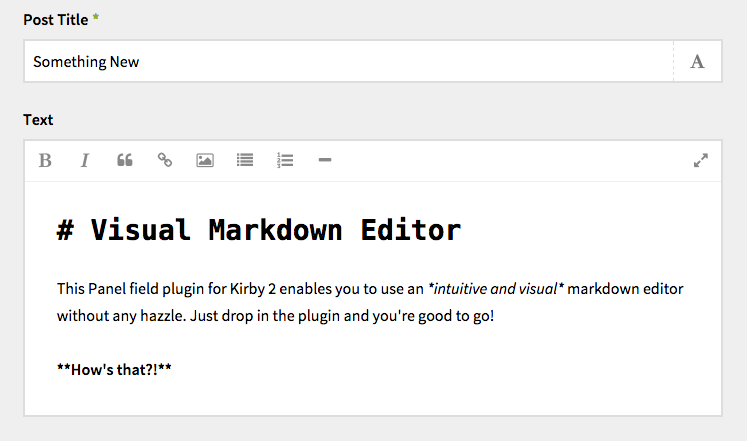 Post Title *
Something New
A
Text
B I
# Visual Markdown Editor
This Panel field plugin for Kirby 2 enables you to use an *intuitive and visual* markdown editor
without any hazzle. Just drop in the plugin and you're good to go!
**How's that?!**